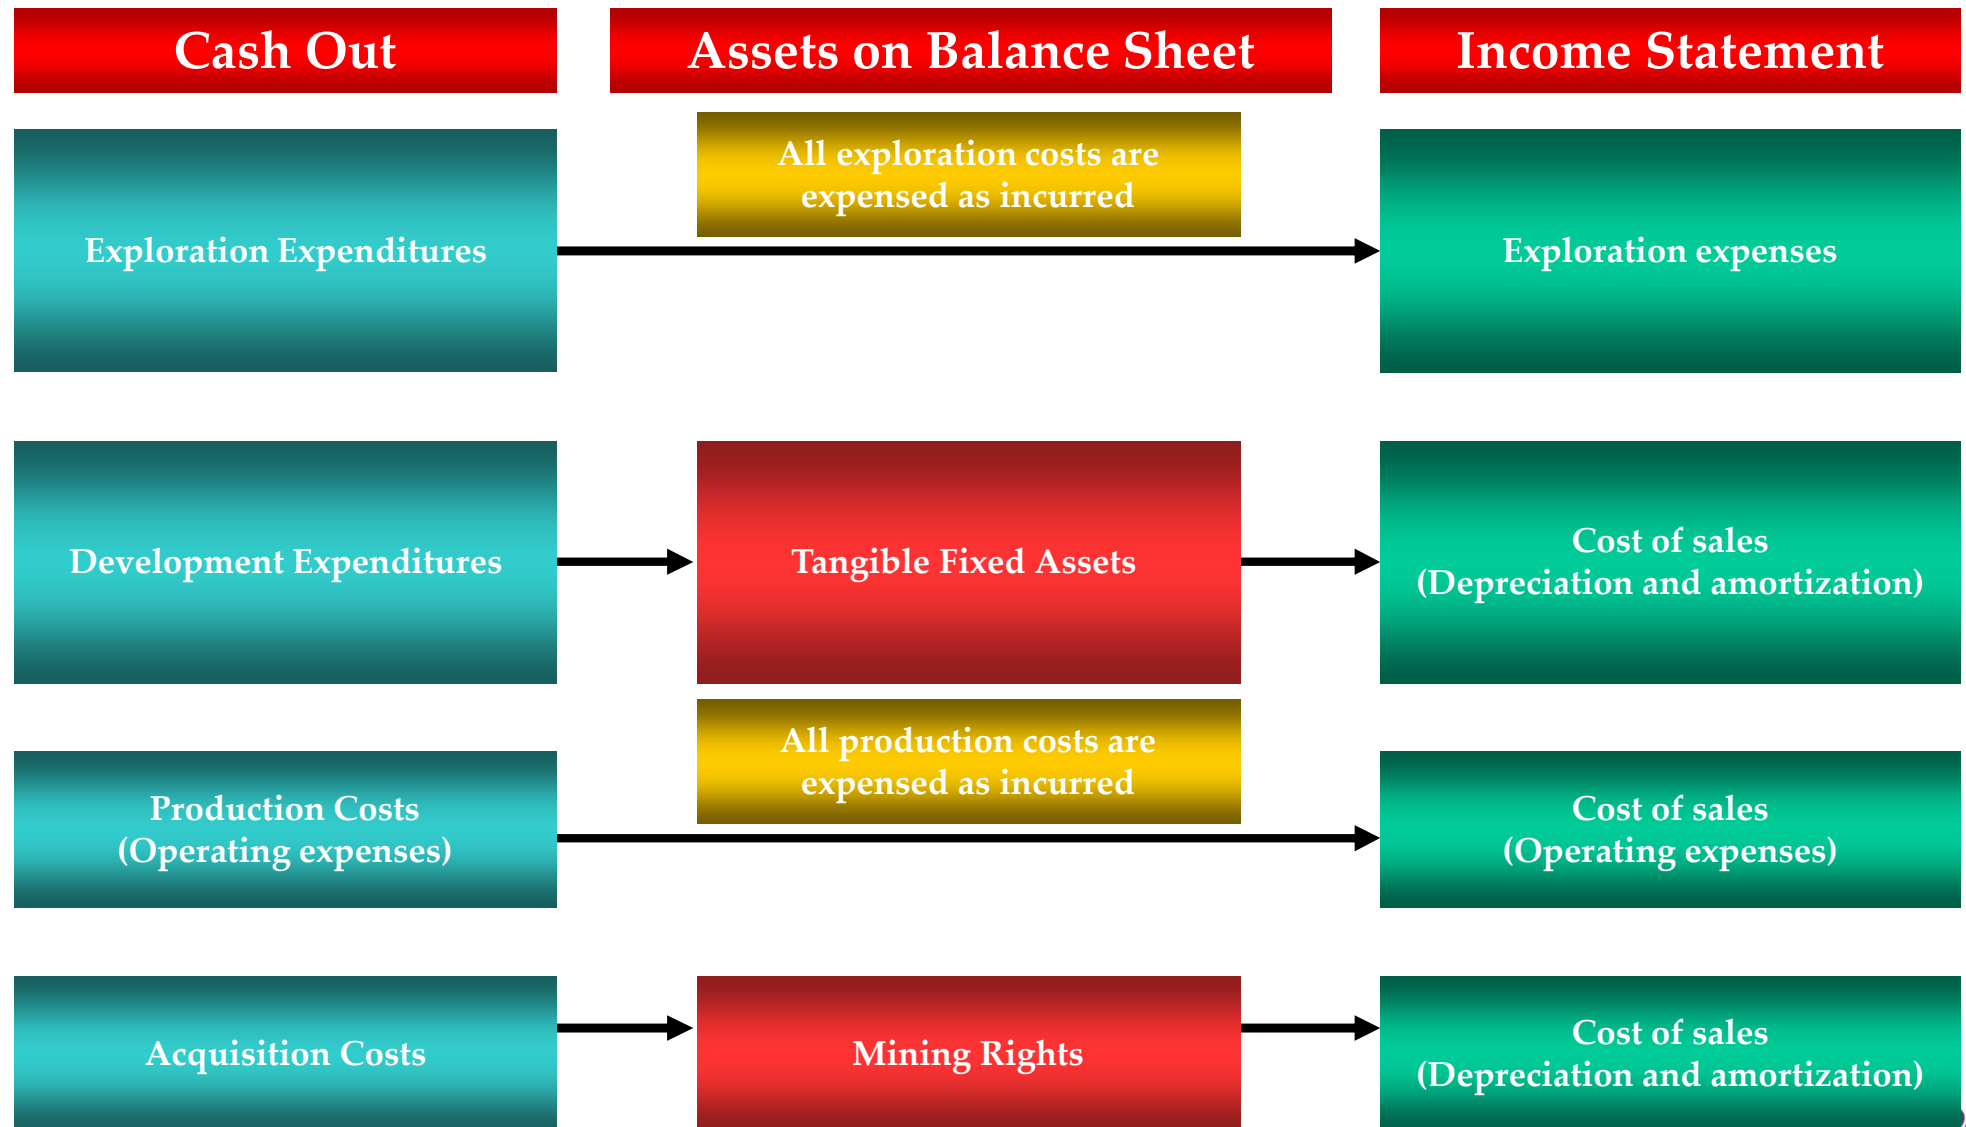 Cash Out
Assets on Balance Sheet
Income Statement
All exploration costs are
expensed as incurred
Exploration Expenditures
Exploration expenses
Development Expenditures
Tangible Fixed Assets
Cost of sales
(Depreciation and amortization)
All production costs are
expensed as incurred
Production Costs
(Operating expenses)
Cost of sales
(Operating expenses)
Acquisition Costs
Mining Rights
Cost of sales
(Depreciation and amortization)